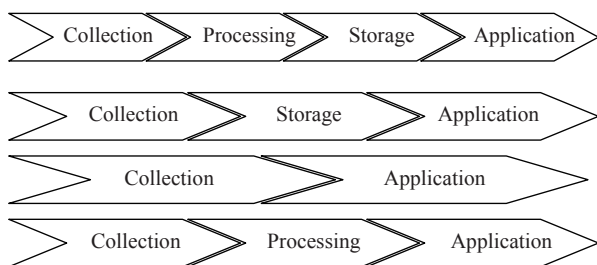 Collection Processing Storage Application
Collection Storage Application
Collection Application
Collection Processing Application